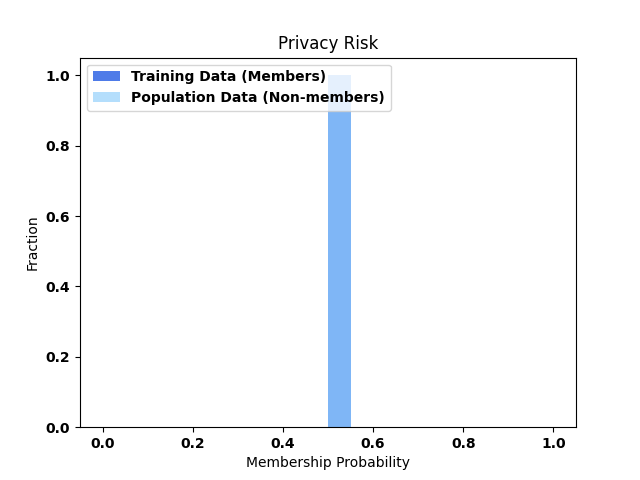 Privacy Risk
Training Data (Members)
Population Data (Non-members)
1.0
0.8
0.6
0.4
0.2
0.0
Fraction
0.0 0.2 0.4 0.6 0.8 1.0
Membership Probability